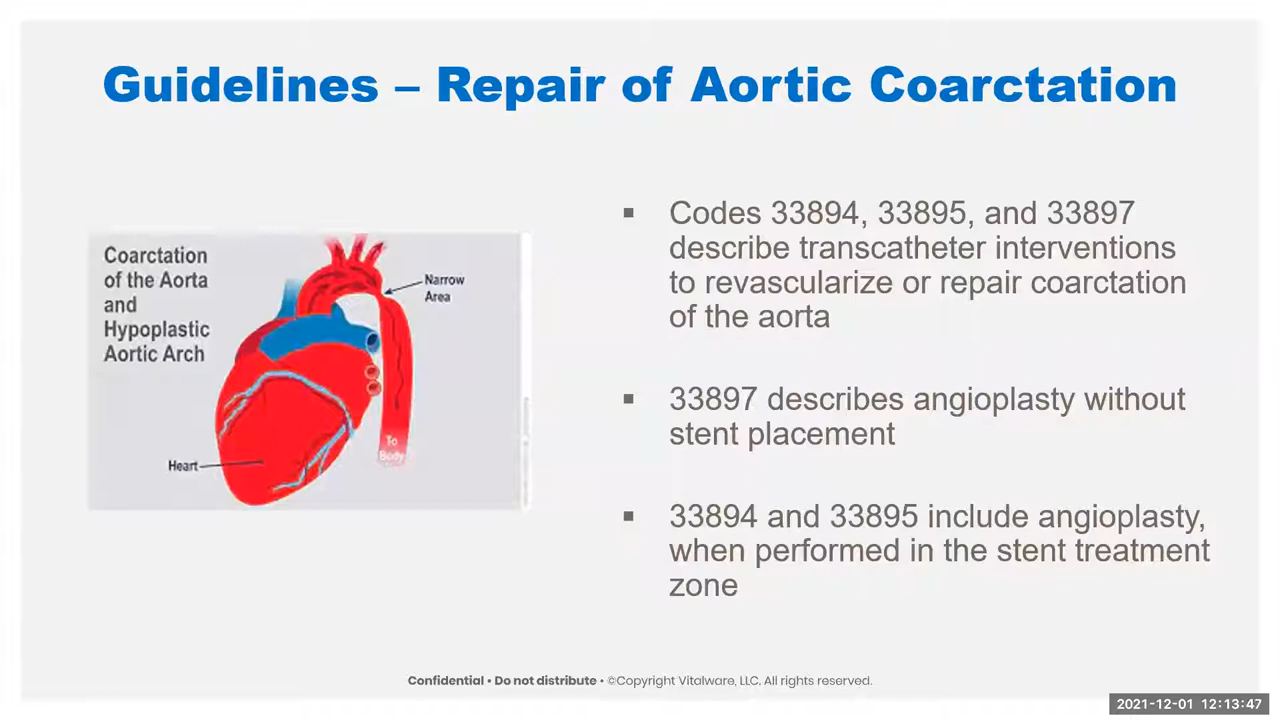 Guidelines – Repair of Aortic Coarctation
Coarctation
of the Aorta
and
Hypoplastic
Aortic Arch
Narrow
Area
Heart
To
Body
▪ Codes 33894, 33895, and 33897
describe transcatheter interventions
to revascularize or repair coarctation
of the aorta
▪ 33897 describes angioplasty without
stent placement
▪ 33894 and 33895 include angioplasty,
when performed in the stent treatment
zone
Confidential • Do not distribute • ©Copyright Vitalware, LLC. All rights reserved.
2021-12-01 12:13:47